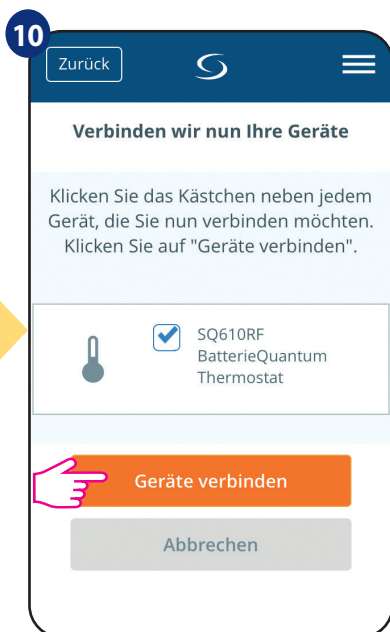 10
Zurück
Verbinden wir nun Ihre Geräte
Klicken Sie das Kästchen neben jedem
Gerät, die Sie nun verbinden möchten.
Klicken Sie auf "Geräte verbinden".
SQ610RF
BatterieQuantum
Thermostat
Geräte verbinden
Abbrechen